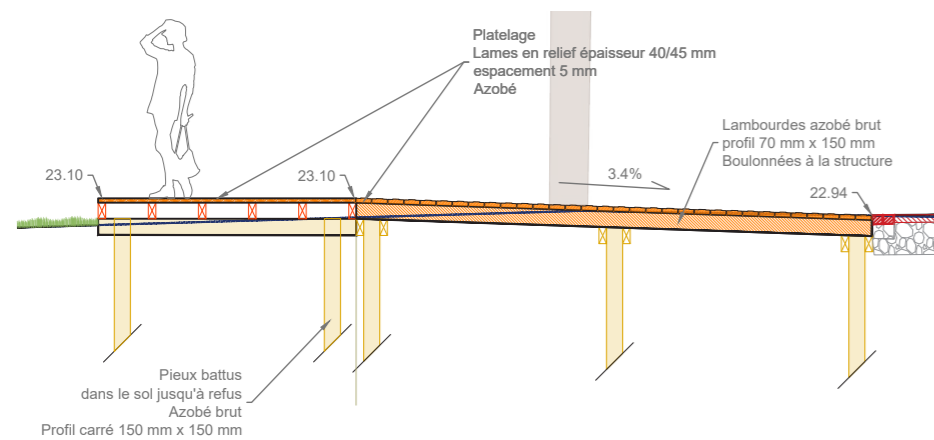 Platelage
Lames en relief épaisseur 40/45 mm
espacement 5 mm
Azobé
Lambourdes azobé brut
profil 70 mm x 150 mm
Boulonnées à la structure
23.10
23.10
3.4%
22.94
Pieux battus
dans le sol jusqu'à refus
Azobé brut
Profil carré 150 mm x 150 mm